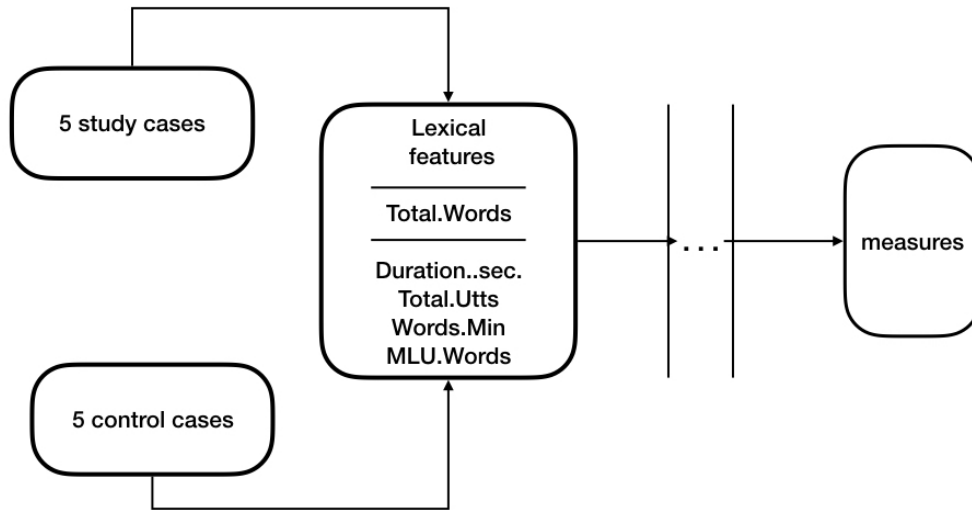 5 study cases
Lexical
features
Total.Words
Duration..sec.
Total.Utts
Words.Min
MLU.Words
5 control cases
...
measures